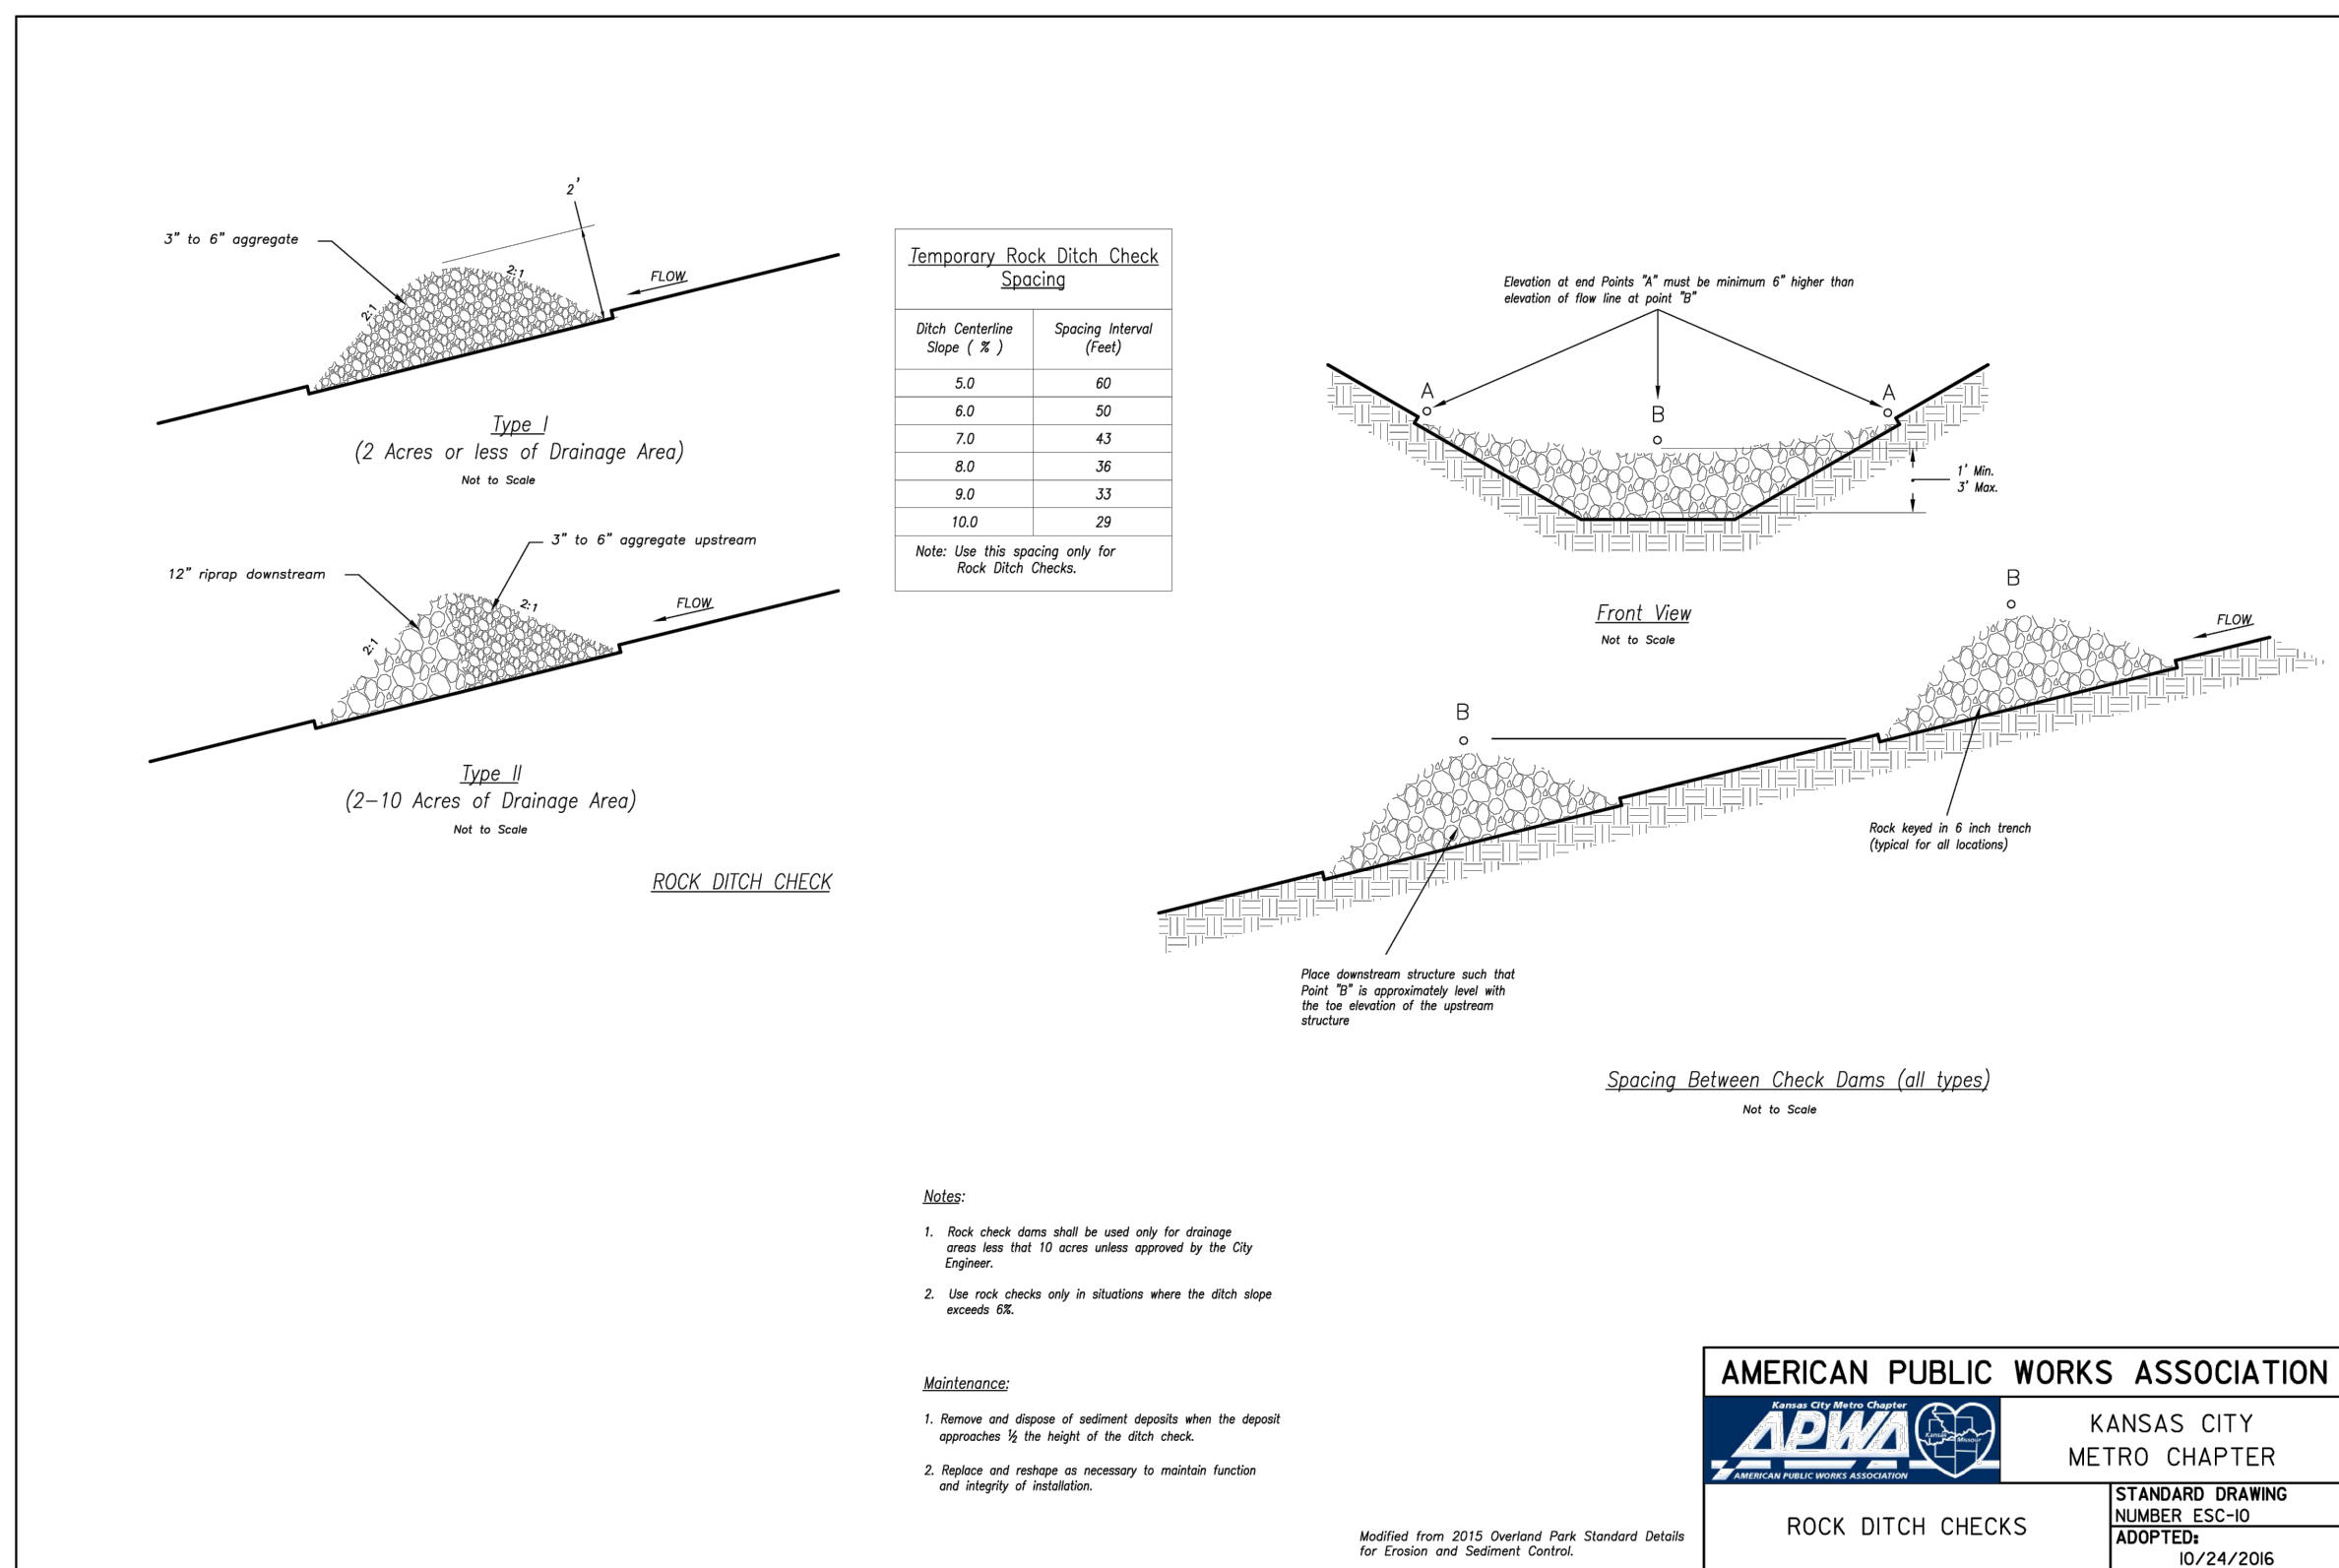 2'
3" to 6" aggregate
2:1
2:1
FLOW
Type I
(2 Acres or less of Drainage Area)
Not to Scale
3" to 6" aggregate upstream
12" riprap downstream
2:1
2:1
FLOW
Type II
(2-10 Acres of Drainage Area)
Not to Scale
ROCK DITCH CHECK
Temporary Rock Ditch Check
Spacing
Ditch Centerline
Slope ( % )
Spacing Interval
(Feet)
5.0 60
6.0 50
7.0 43
8.0 36
9.0 33
10.0 29
Note: Use this spacing only for
Rock Ditch Checks.
Elevation at end Points "A" must be minimum 6" higher than
elevation of flow line at point "B"
A
B
A
1' Min.
3' Max.
Front View
Not to Scale
B
FLOW
B
Rock keyed in 6 inch trench
(typical for all locations)
Place downstream structure such that
Point "B" is approximately level with
the toe elevation of the upstream
structure
Spacing Between Check Dams (all types)
Not to Scale
Notes:
1. Rock check dams shall be used only for drainage
areas less that 10 acres unless approved by the City
Engineer.
2. Use rock checks only in situations where the ditch slope
exceeds 6%.
Maintenance:
1. Remove and dispose of sediment deposits when the deposit
approaches ½ the height of the ditch check.
2. Replace and reshape as necessary to maintain function
and integrity of installation.
Modified from 2015 Overland Park Standard Details
for Erosion and Sediment Control.
AMERICAN PUBLIC WORKS ASSOCIATION
Kansas City Metro Chapter
APWA
Kansas Missouri
AMERICAN PUBLIC WORKS ASSOCIATION
KANSAS CITY
METRO CHAPTER
ROCK DITCH CHECKS
STANDARD DRAWING
NUMBER ESC-10
ADOPTED:
10/24/2016